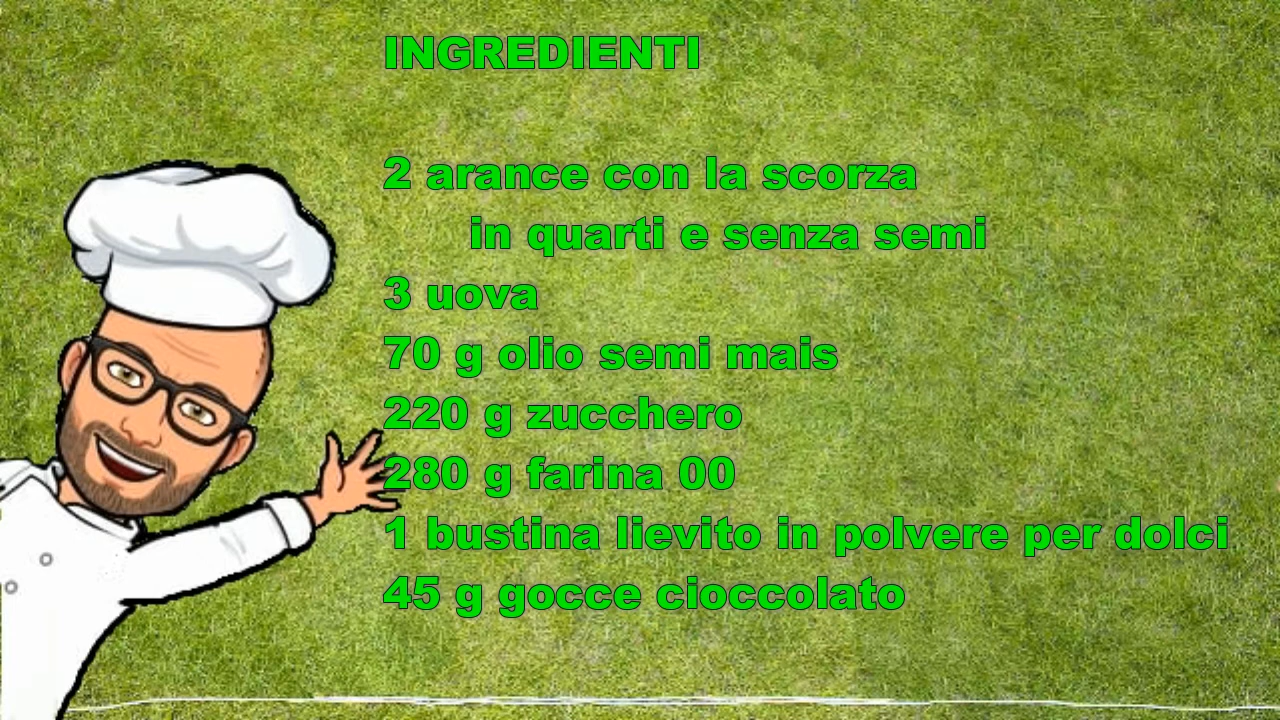 INGREDIENTI
2 arance con la scorza
in quarti e senza semi
3 uova
70 g olio semi mais
220 g zucchero
280 g farina 00
1 bustina lievito in polvere per dolci
45 g gocce cioccolato